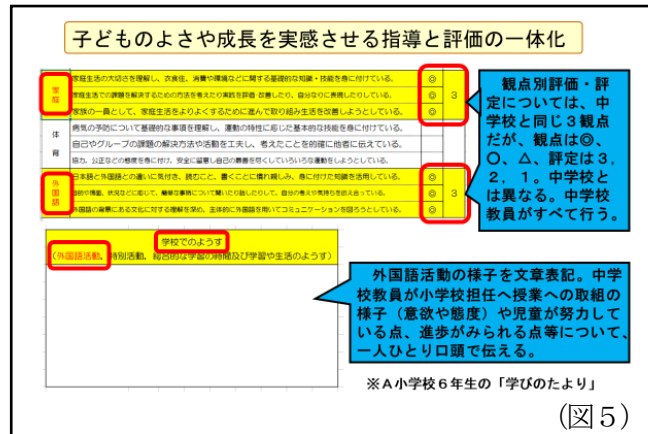 子どものよさや成長を実感させる指導と評価の一体化
家庭
家庭生活の大切さを理解し、衣食住、消費や環境などに関する基礎的な知識・技能を身に付けている。
◎
家庭生活での課題を解決するための方法を考えたり実践を評価・改善したり、自分なりに表現したりしている。
◎
家族の一員として、家庭生活をよりよくするために進んで取り組み生活を改善しようとしている。
◎
3
体育
病気の予防について基礎的な事項を理解し、運動の特性に応じた基本的な技能を身に付けている。
自己やグループの課題の解決方法や活動を工夫し、考えたことを的確に他者に伝えている。
協力、公正などの態度を身に付け、安全に留意し自己の最善を尽くしていろいろな運動をしようとしている。
外国語
日本語と外国語との違いに気付き、読むこと、書くことに慣れ親しみ、身に付けた知識を活用している。
◎
目的や場面、状況などに応じて、簡単な事柄について聞いたり話したりして、自分の考えや気持ちを伝え合っている。
◎
外国語の背景にある文化に対する理解を深め、主体的に外国語を用いてコミュニケーションを図ろうとしている。
◎
3
観点別評価・評
定については、中
学校と同じ3観点
だが、観点は◎、
○、△、評定は3,
2，1。中学校と
は異なる。中学校
教員がすべて行う。
学校でのようす
(外国語活動、特別活動、総合的な学習の時間及び学習や生活のようす)
外国語活動の様子を文章表記。中学
校教員が小学校担任へ授業への取組の
様子（意欲や態度）や児童が努力して
いる点、進歩がみられる点等について、
一人ひとり口頭で伝える。
※A小学校6年生の「学びのたより」
(図5)